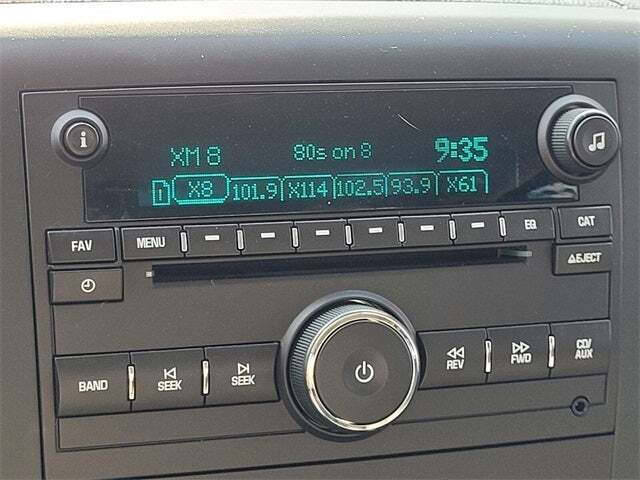 i
XM 8 80s on 8 9:35
1 X8 101.9 X114 102.5 93.9 X61
FAV MENU EQ CAT
EJECT
BAND SEEK SEEK REV FWD CD/
AUX